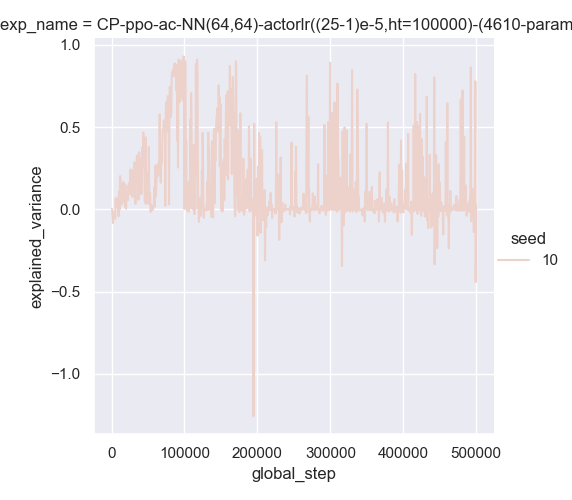 exp_name = CP-ppo-ac-NN(64,64)-actorlr((25-1)e-5,ht=100000)-(4610-param
1.0
0.5
0.0
−0.5
−1.0
explained_variance
0 100000 200000 300000 400000 500000
global_step
seed
10